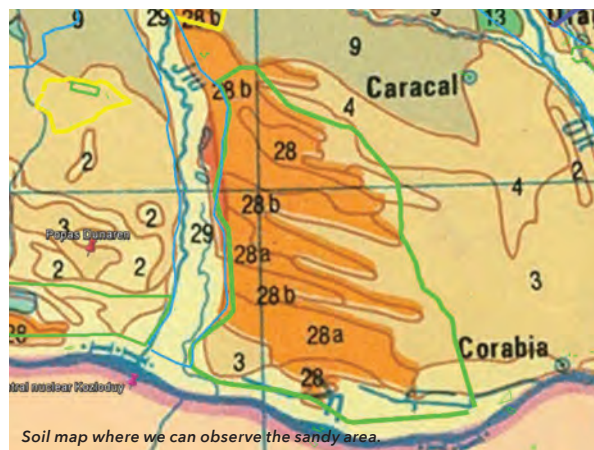 9
29
28 b
13
9
Caracal
28 b
4
28
2
2
4
28 b
3
2
29
Popas Dunaren
28a
2
2
3
28 b
28a
28
3
Corabia
28
ntral nuclear Kozloduy
Soil map where we can observe the sandy area.